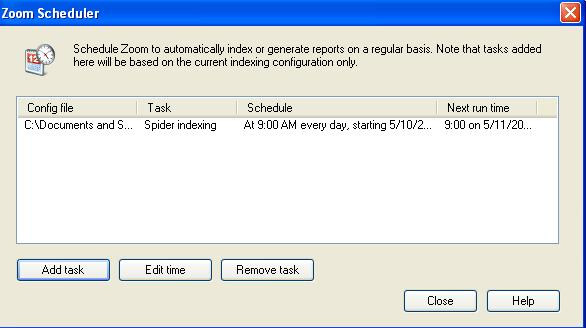 Zoom Scheduler
Schedule Zoom to automatically index or generate reports on a regular basis. Note that tasks added
here will be based on the current indexing configuration only.
Config file Task Schedule Next run time
C:\Documents and S... Spider indexing At 9:00 AM every day, starting 5/10/2... 9:00 on 5/11/20...
Add task Edit time Remove task
Close Help